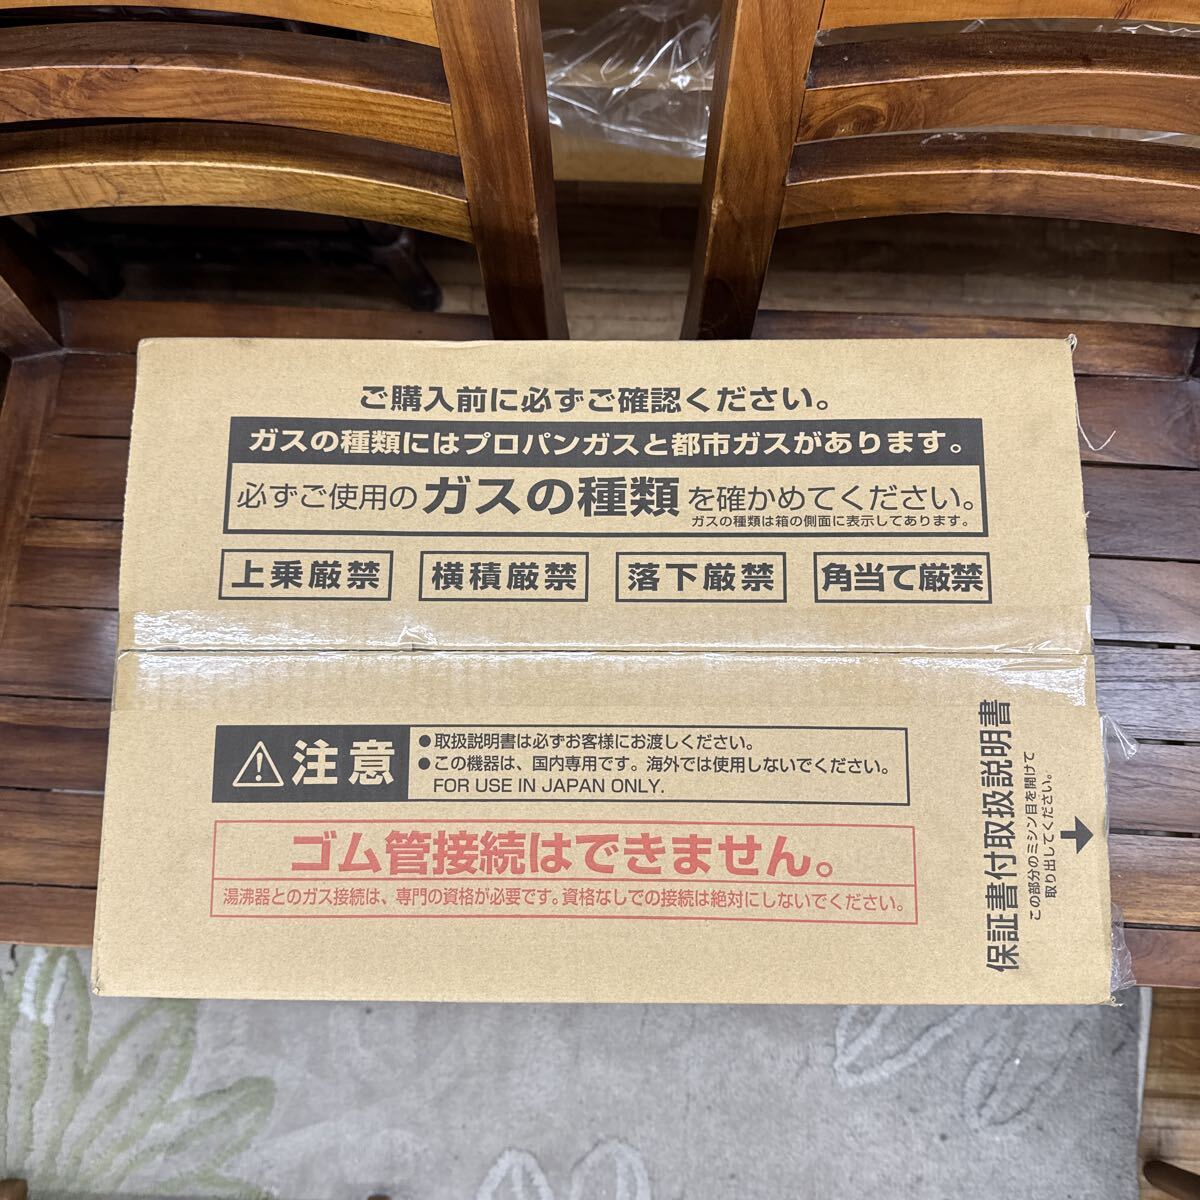 ご購入前に必ずご確認ください。
ガスの種類にはプロパンガスと都市ガスがあります。
必ずご使用のガスの種類を確かめてください。
ガスの種類は箱の側面に表示してあります。
上乗厳禁
横積厳禁
落下厳禁
角当て厳禁
注意
●取扱説明書は必ずお客様にお渡しください。
●この機器は、国内専用です。海外では使用しないでください。
FOR USE IN JAPAN ONLY.
ゴム管接続はできません。
湯沸器とのガス接続は、専門の資格が必要です。資格なしでの接続は絶対にしないでください。
保証書付取扱説明書
この部分のミシン目を開けて
取り出してください。